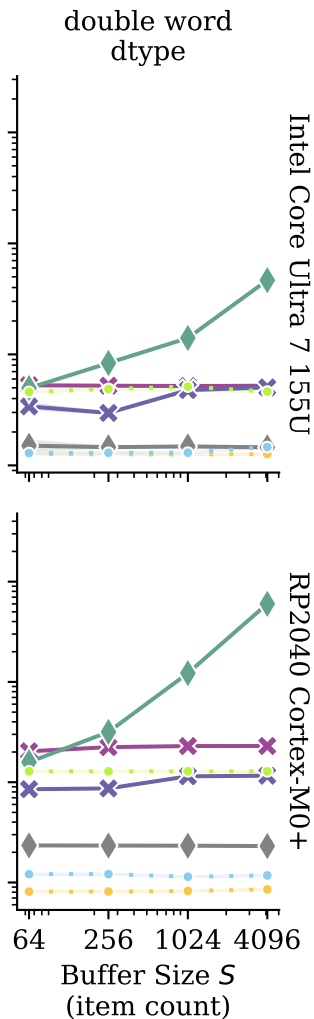 double word
dtype
Intel Core Ultra 7 155U
RP2040 Cortex-M0+
64 256 1024 4096
Buffer Size S
(item count)